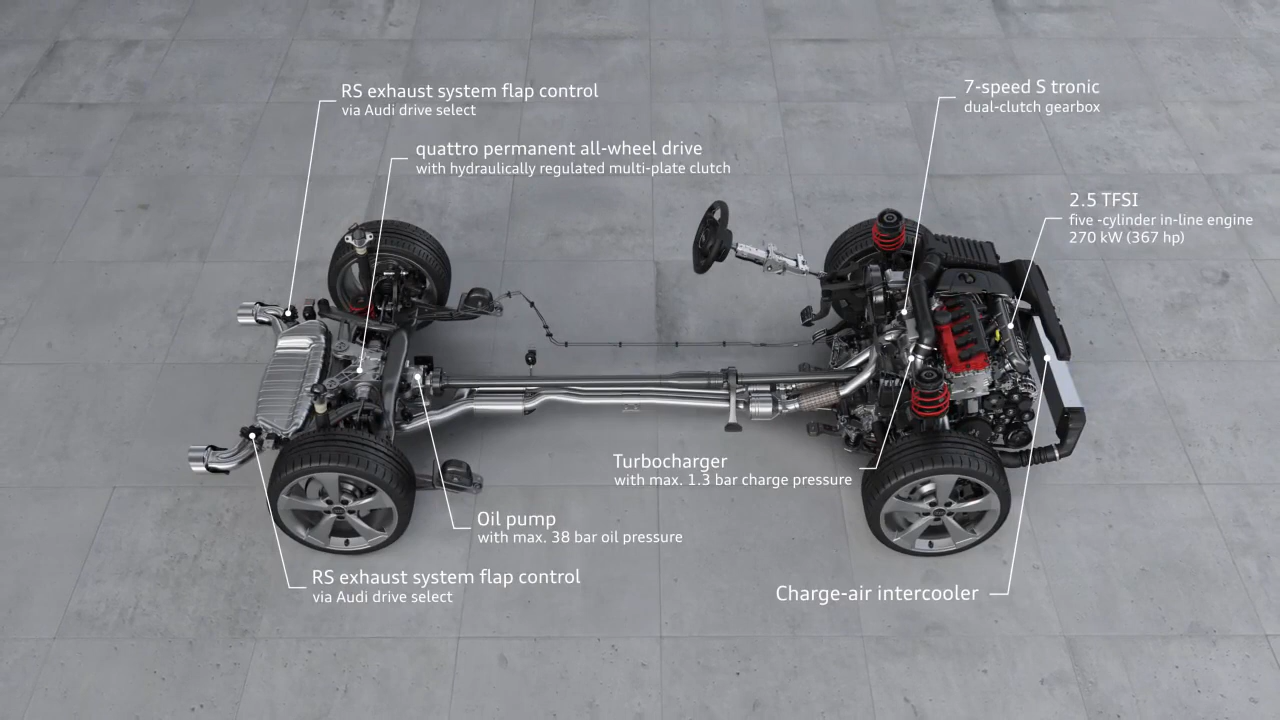 RS exhaust system flap control
via Audi drive select
quattro permanent all-wheel drive
with hydraulically regulated multi-plate clutch
7-speed S tronic
dual-clutch gearbox
2.5 TFSI
five -cylinder in-line engine
270 kW (367 hp)
Turbocharger
with max. 1.3 bar charge pressure
Oil pump
with max. 38 bar oil pressure
RS exhaust system flap control
via Audi drive select
Charge-air intercooler